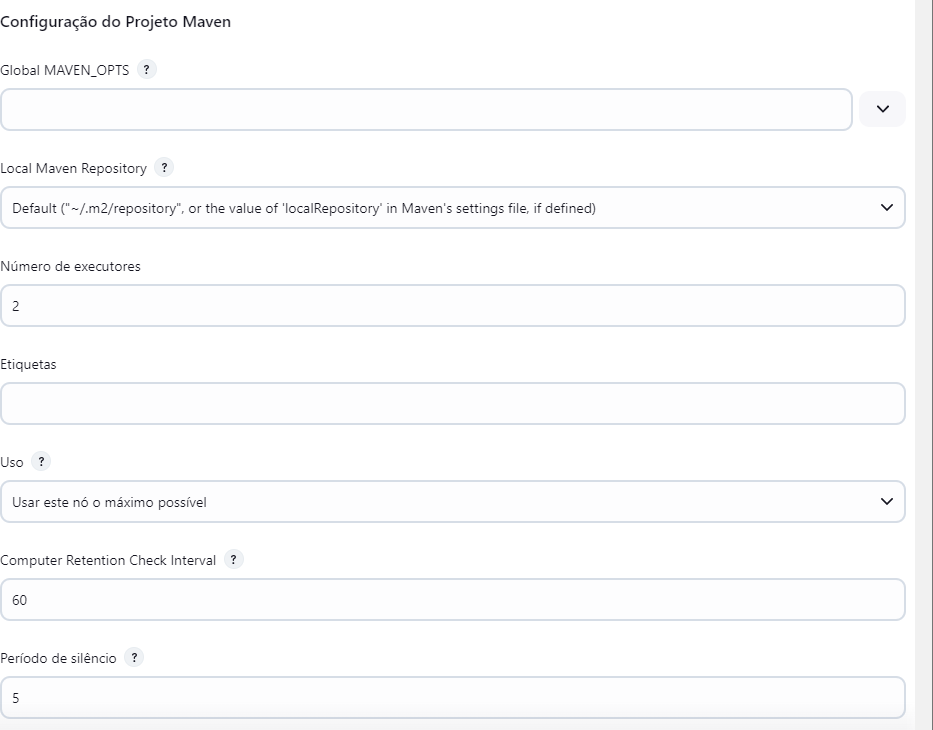 Configuração do Projeto Maven
Global MAVEN_OPTS ?
Local Maven Repository ?
Default ("~/.m2/repository", or the value of 'localRepository' in Maven's settings file, if defined)
Número de executores
2
Etiquetas
Uso ?
Usar este nó o máximo possível
Computer Retention Check Interval ?
60
Período de silêncio ?
5